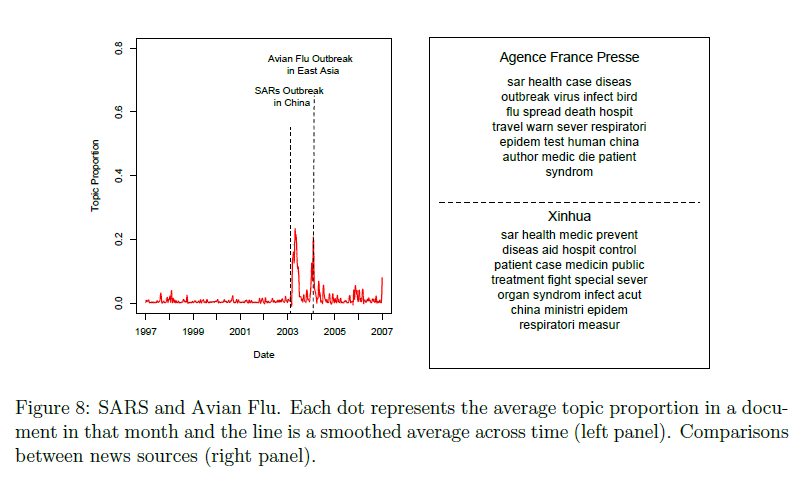 0.8
0.6
0.4
0.2
0.0
Topic Proportion
Avian Flu Outbreak
in East Asia
SARs Outbreak
in China
1997
1999
2001
2003
2005
2007
Date
Agence France Presse
sar health case diseas
outbreak virus infect bird
flu spread death hospit
travel warn sever respiratori
epidem test human china
author medic die patient
syndrom
Xinhua
sar health medic prevent
diseas aid hospit control
patient case medicin public
treatment fight special sever
organ syndrom infect acut
china ministri epidem
respiratori measur
Figure 8: SARS and Avian Flu. Each dot represents the average topic proportion in a docu-
ment in that month and the line is a smoothed average across time (left panel). Comparisons
between news sources (right panel).